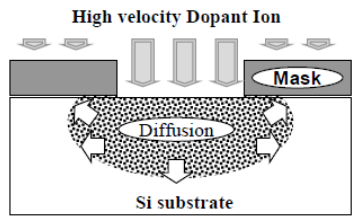 High velocity Dopant Ion
Mask
Diffusion
Si substrate